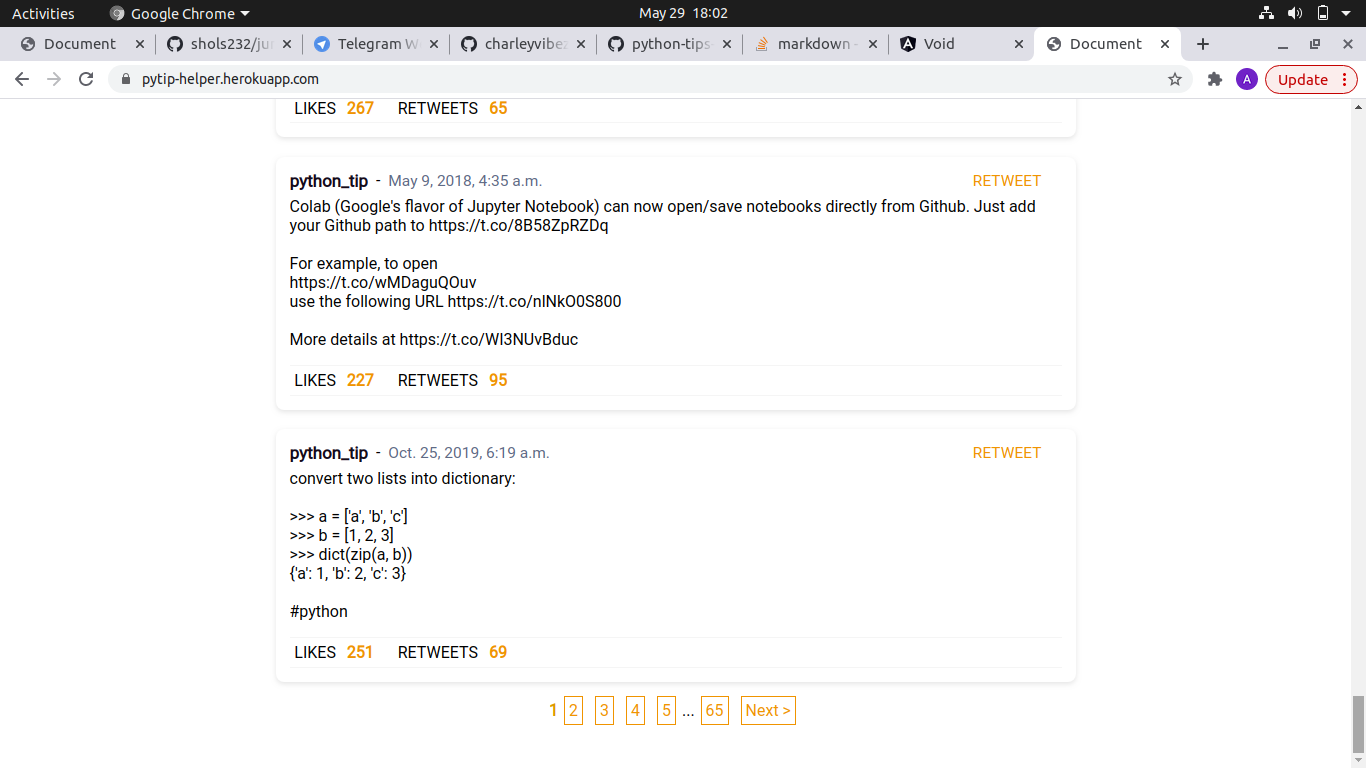 Activities Google Chrome May 29 18:02
Document shols232/ju Telegram W charleyvibe python-tips markdown - Void Document
pytip-helper.herokuapp.com A Update
LIKES 267 RETWEETS 65
python_tip - May 9, 2018, 4:35 a.m. RETWEET
Colab (Google's flavor of Jupyter Notebook) can now open/save notebooks directly from Github. Just add
your Github path to https://t.co/8B58ZpRZDq
For example, to open
https://t.co/wMDaguQOuv
use the following URL https://t.co/nlNkO0S800
More details at https://t.co/WI3NUvBduc
LIKES 227 RETWEETS 95
python_tip - Oct. 25, 2019, 6:19 a.m. RETWEET
convert two lists into dictionary:
>>> a = ['a', 'b', 'c']
>>> b = [1, 2, 3]
>>> dict(zip(a, b))
{'a': 1, 'b': 2, 'c': 3}
#python
LIKES 251 RETWEETS 69
1 2 3 4 5 ... 65 Next >